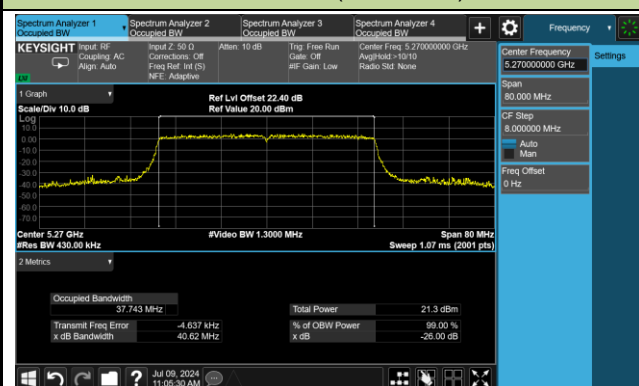 Spectrum Analyzer 1
Occupied BW
Spectrum Analyzer 2
Occupied BW
Spectrum Analyzer 3
Occupied BW
Spectrum Analyzer 4
Occupied BW
+
Frequency
KEYSIGHT
Input: RF
Coupling: AC
Align: Auto
Input Z: 50 Ω
Corrections: Off
Freq Ref: Int (S)
NFE: Adaptive
Atten: 10 dB
Trig: Free Run
Gate: Off
#IF Gain: Low
Center Freq: 5.270000000 GHz
Avg|Hold:>10/10
Radio Std: None
Center Frequency
5.270000000 GHz
Settings
Span
80.000 MHz
CF Step
8.000000 MHz
Auto
Man
Freq Offset
0 Hz
1 Graph
Scale/Div 10.0 dB
Ref Lvl Offset 22.40 dB
Ref Value 20.00 dBm
Log
10.0
0.00
-10.0
-20.0
-30.0
-40.0
-50.0
-60.0
-70.0
Center 5.27 GHz
#Video BW 1.3000 MHz
Span 80 MHz
#Res BW 430.00 kHz
Sweep 1.07 ms (2001 pts)
2 Metrics
Occupied Bandwidth
37.743 MHz
Total Power 21.3 dBm
Transmit Freq Error -4.637 kHz
% of OBW Power 99.00 %
x dB Bandwidth 40.62 MHz
x dB -26.00 dB
?
Jul 09, 2024
11:05:30 AM